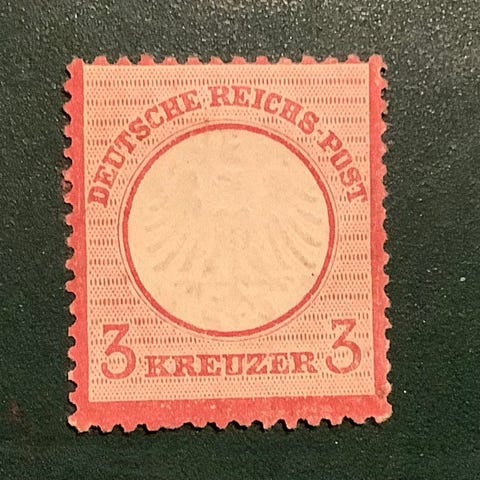 DEUTSCHE REICHS-POST
3 KREUZER 3